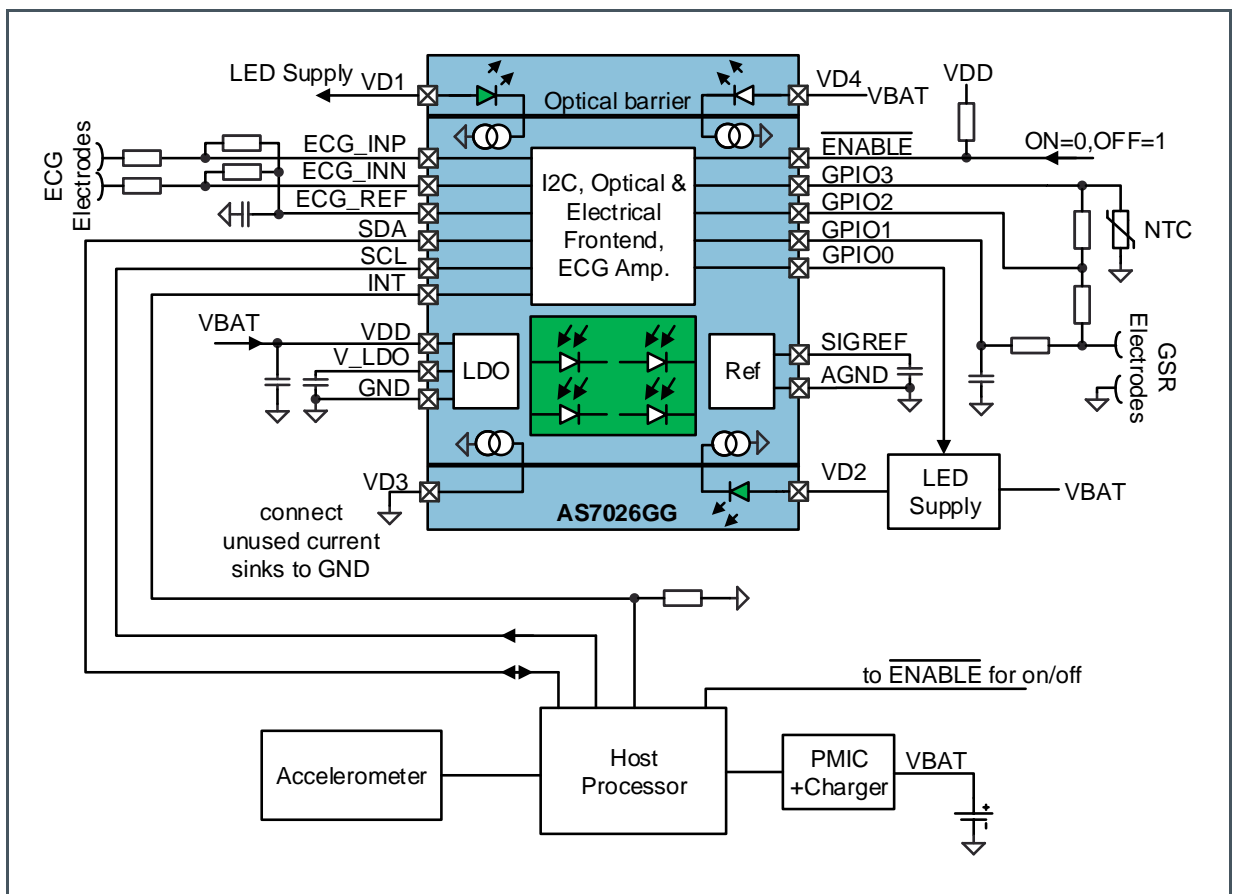 LED Supply
VD1
Optical barrier
VD4
VBAT
VDD
ECG
Electrodes
ECG_INP
ECG_INN
ECG_REF
SDA
SCL
INT
I2C, Optical &
Electrical
Frontend,
ECG Amp.
ENABLE
ON=0,OFF=1
GPIO3
GPIO2
GPIO1
GPIO0
NTC
VBAT
VDD
V_LDO
GND
LDO
Ref
SIGREF
AGND
GSR
Electrodes
VD3
AS7026GG
VD2
LED
Supply
VBAT
connect
unused current
sinks to GND
to ENABLE for on/off
Accelerometer
Host
Processor
PMIC
+Charger
VBAT
+
-